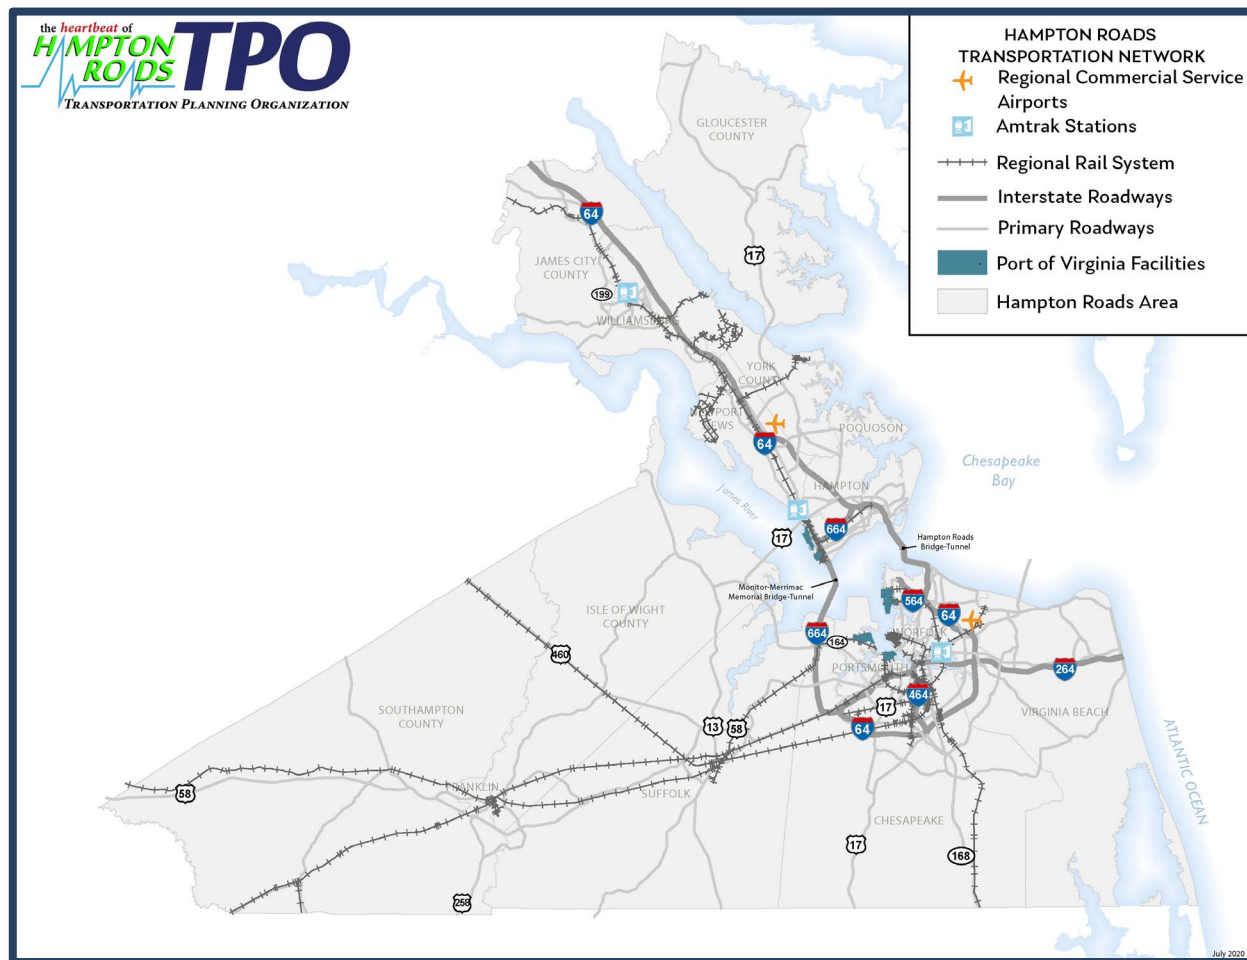 the heartbeat of
HAMPTON
ROADS
TPO
TRANSPORTATION PLANNING ORGANIZATION
HAMPTON ROADS
TRANSPORTATION NETWORK
Regional Commercial Service
Airports
Amtrak Stations
Regional Rail System
Interstate Roadways
Primary Roadways
Port of Virginia Facilities
Hampton Roads Area
GLOUCESTER
COUNTY
64
17
JAMES CITY
COUNTY
199
WILLIAMSBURG
YORK
COUNTY
NEWPORT
NEWS
64
POQUOSON
Chesapeake
Bay
HAMPTON
James River
664
17
Hampton Roads
Bridge-Tunnel
Monitor-Merrimac
Memorial Bridge-Tunnel
564
64
ISLE OF WIGHT
COUNTY
664
164
NORFOLK
460
PORTSMOUTH
264
464
17
SOUTHAMPTON
COUNTY
13
58
64
VIRGINIA BEACH
ATLANTIC OCEAN
58
FRANKLIN
SUFFOLK
CHESAPEAKE
17
168
258
July 2020